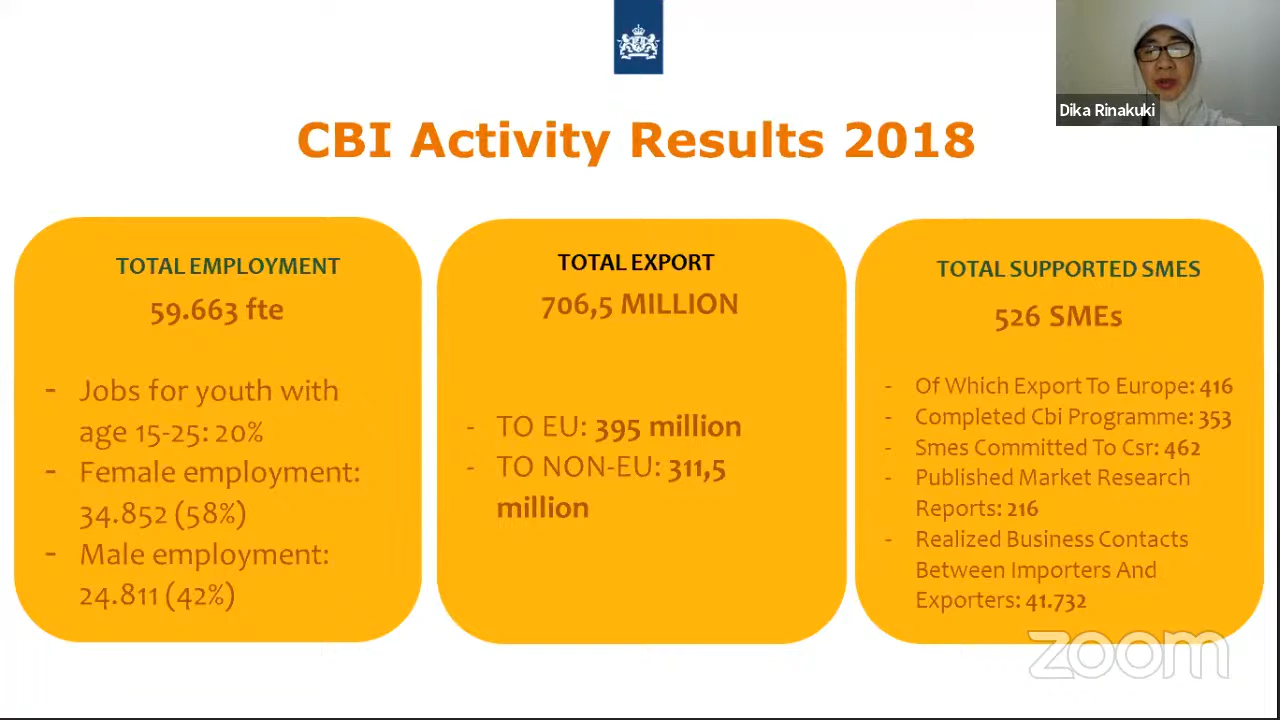 Dika Rinakuki
CBI Activity Results 2018
TOTAL EMPLOYMENT
59.663 fte
- Jobs for youth with
age 15-25: 20%
- Female employment:
34.852 (58%)
- Male employment:
24.811 (42%)
TOTAL EXPORT
706,5 MILLION
- TO EU: 395 million
- TO NON-EU: 311,5
million
TOTAL SUPPORTED SMES
526 SMEs
- Of Which Export To Europe: 416
- Completed Cbi Programme: 353
- Smes Committed To Csr: 462
- Published Market Research
Reports: 216
- Realized Business Contacts
Between Importers And
Exporters: 41.732
zoom